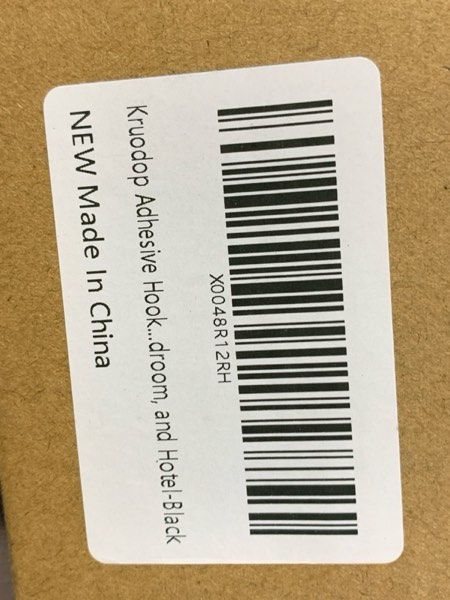 X0048R12RH
Kruodop Adhesive Hook...droom, and Hotel-Black
NEW Made In China